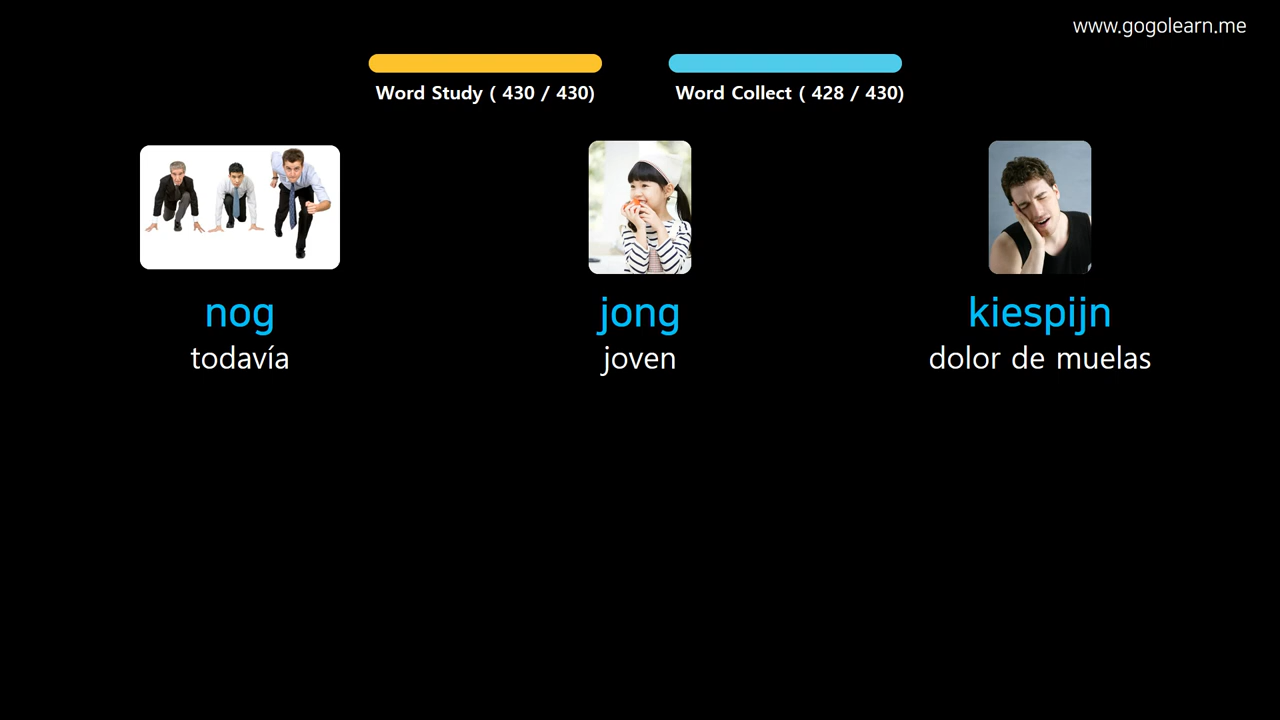 www.gogolearn.me
Word Study ( 430 / 430)
Word Collect ( 428 / 430)
nog
todavía
jong
joven
kiespijn
dolor de muelas